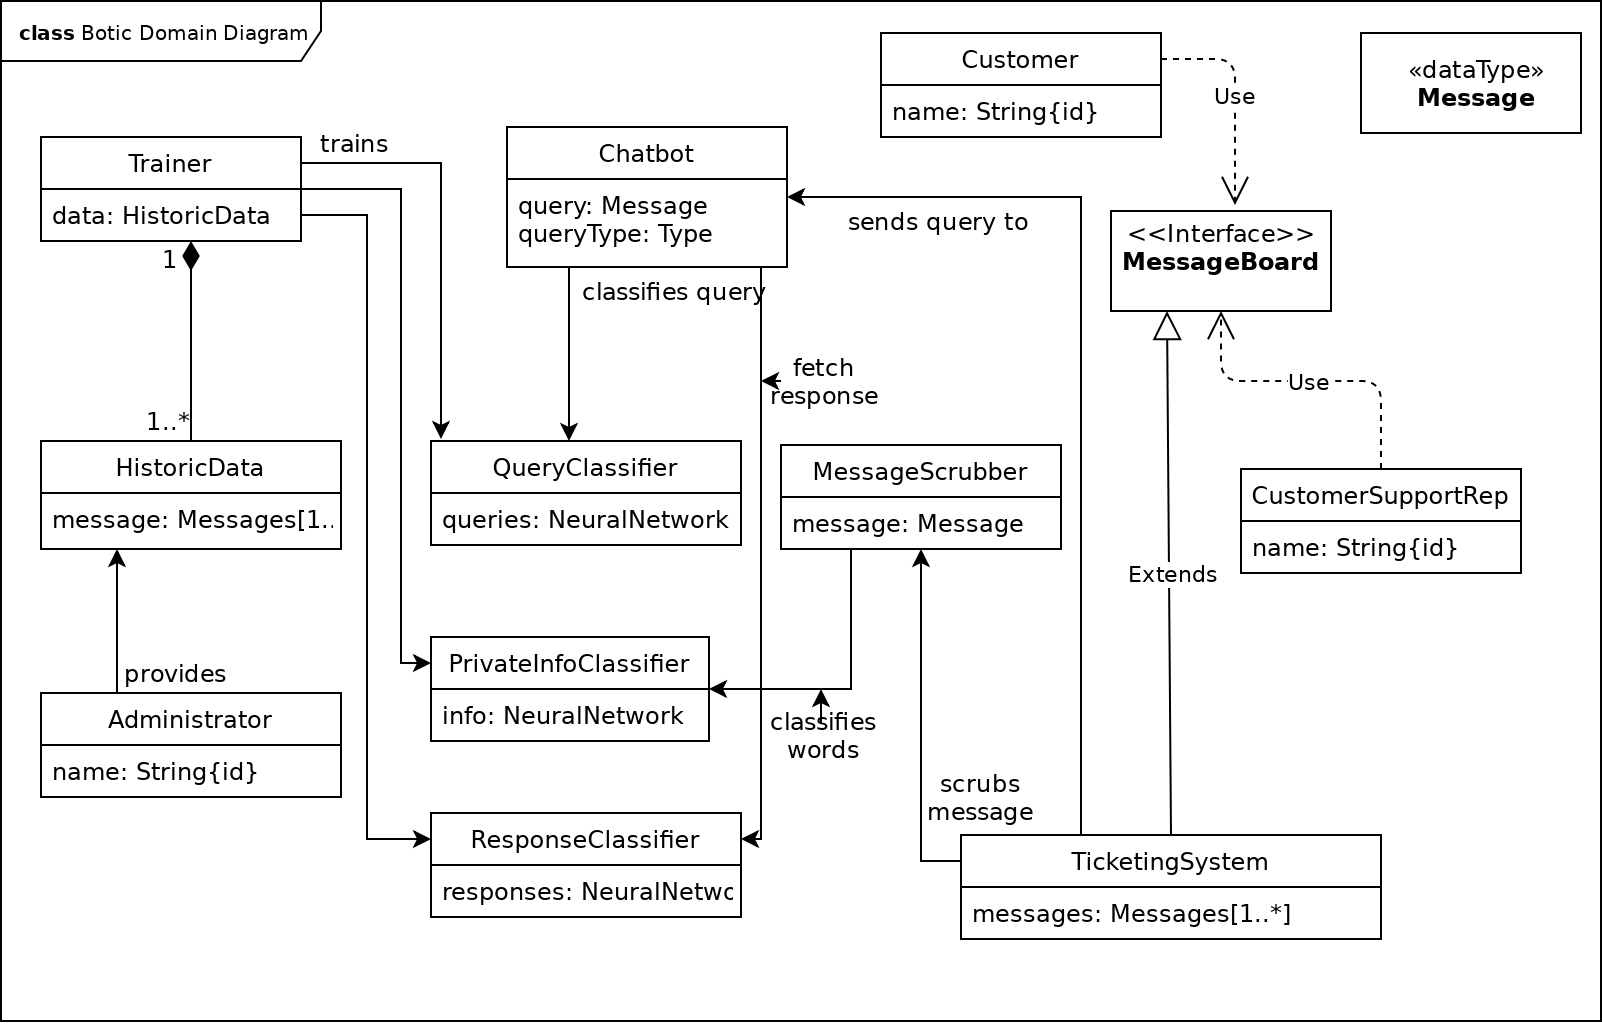 class Botic Domain Diagram
Customer
name: String{id}
Use
«dataType»
Message
Trainer
data: HistoricData
trains
Chatbot
query: Message
queryType: Type
sends query to
<<Interface>>
MessageBoard
1
classifies query
fetch
response
Use
1..*
HistoricData
message: Messages[1..
QueryClassifier
queries: NeuralNetwork
MessageScrubber
message: Message
CustomerSupportRep
name: String{id}
Extends
provides
PrivateInfoClassifier
info: NeuralNetwork
classifies
words
Administrator
name: String{id}
scrubs
message
ResponseClassifier
responses: NeuralNetwo
TicketingSystem
messages: Messages[1..*]